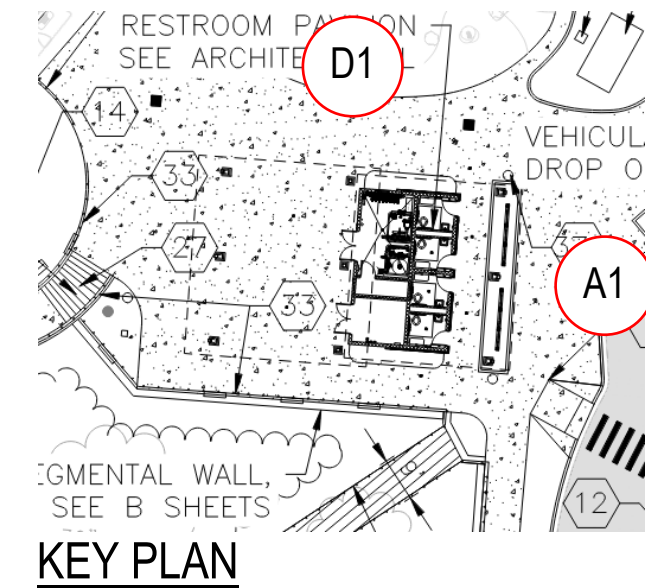 RESTROOM PAVILION
SEE ARCHITE L
D1
14
VEHICUL
DROP O
33
27
33
A1
EGMENTAL WALL,
SEE B SHEETS
12
KEY PLAN